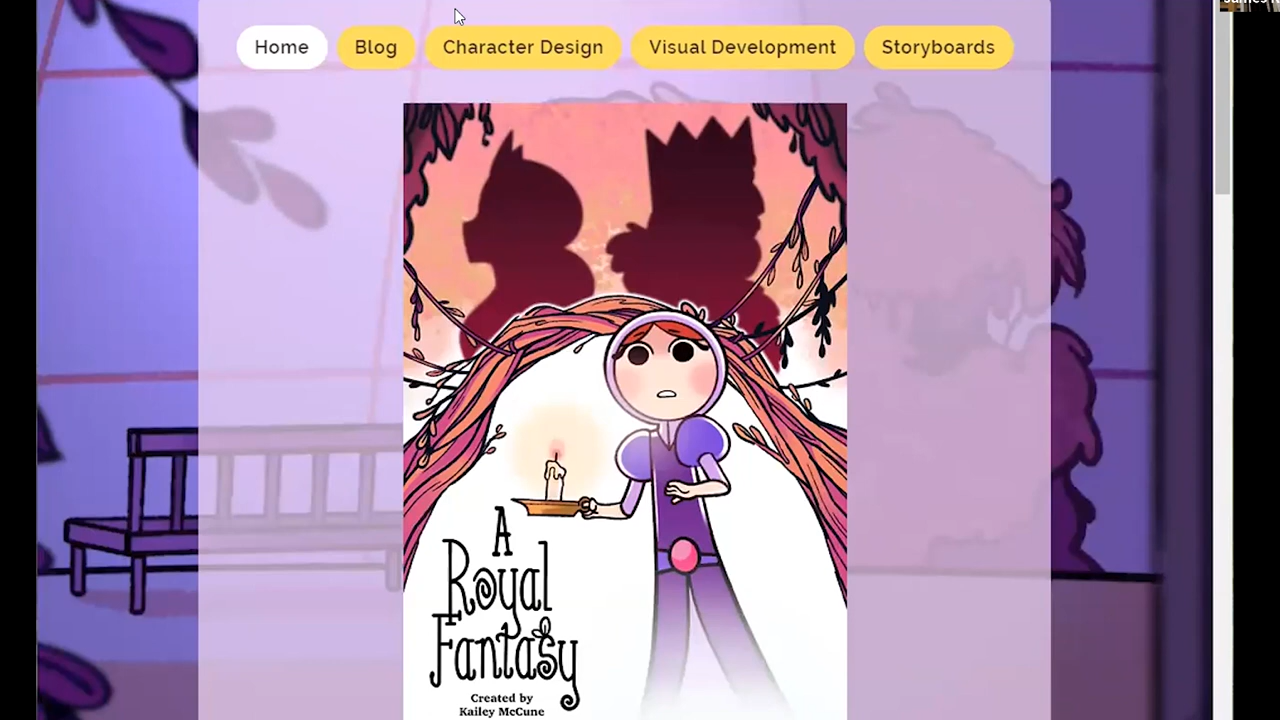 Home
Blog
Character Design
Visual Development
Storyboards
A
Royal
Fantasy
Created by
Kailey McCune